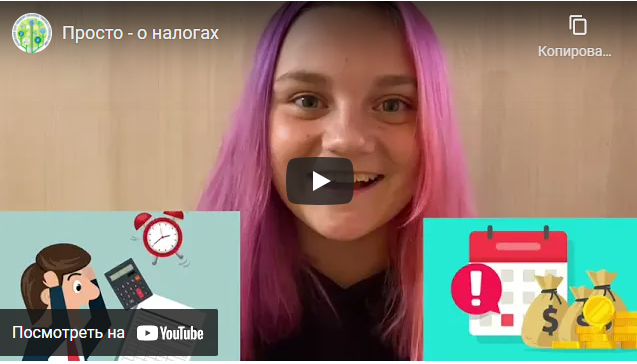 Просто - о налогах
Копирова...
!
$
$
Посмотреть на YouTube